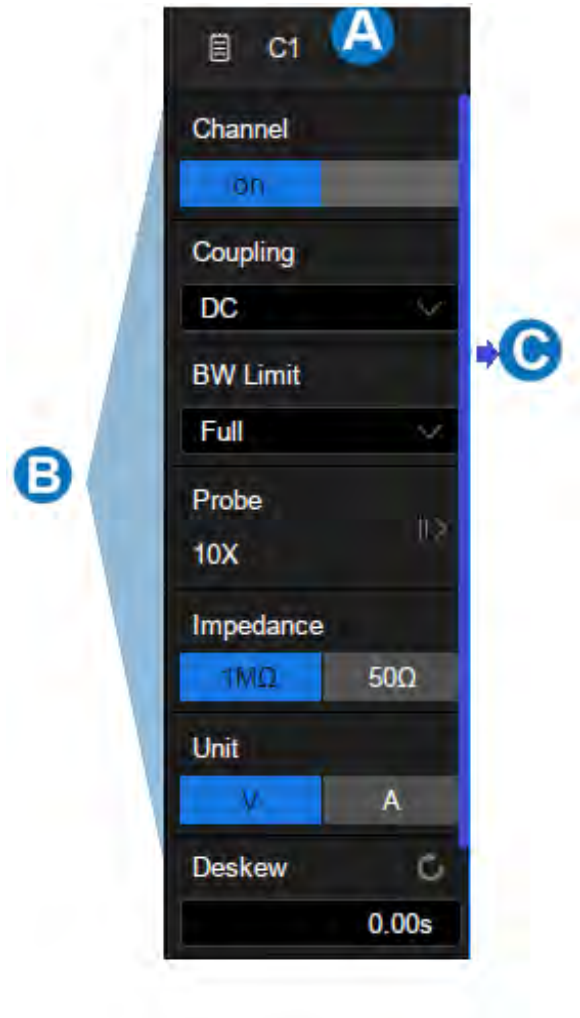 C1 A
Channel
on
Coupling
DC
C
BW Limit
Full
B
Probe
10X
Impedance
1MΩ 50Ω
Unit
V A
Deskew
0.00s